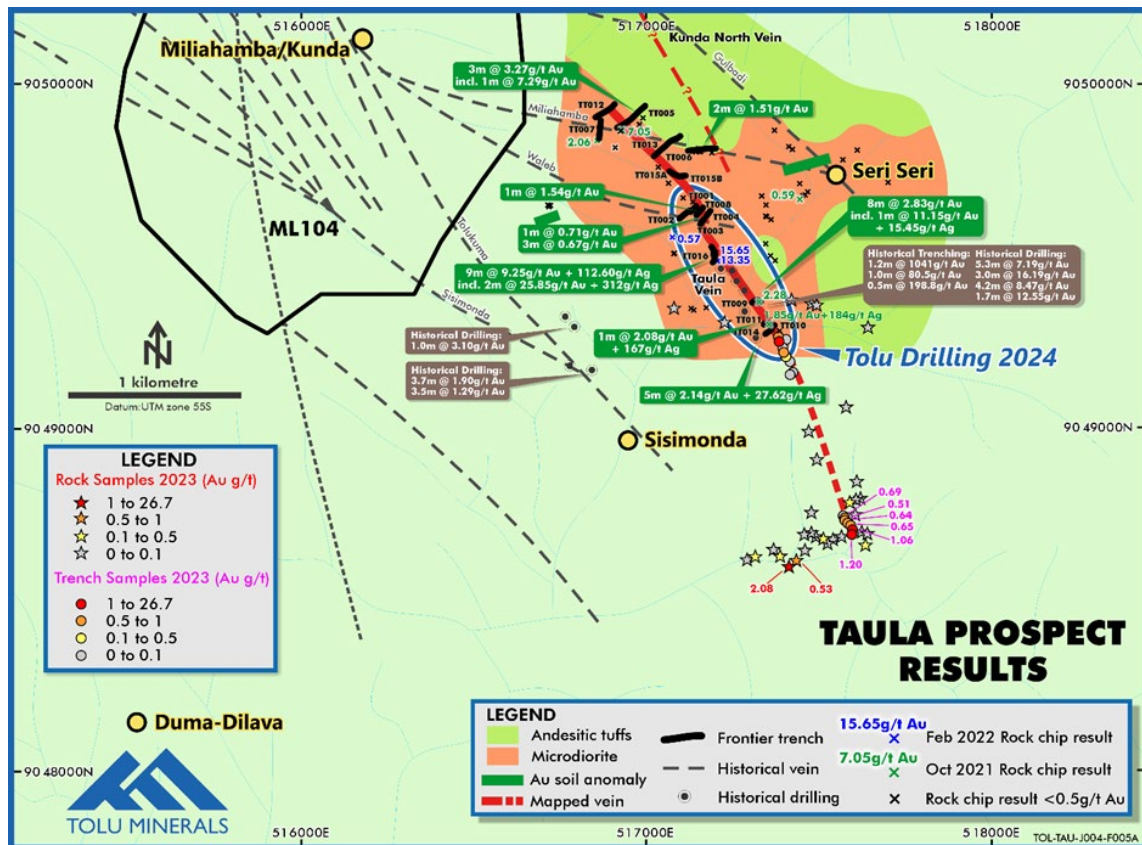 516000E
517000E
518000E
Miliahamba/Kunda
Kunda North Vein
Gulbadi
9050000N
9050000N
3m @ 3.27g/t Au
incl. 1m @ 7.29g/t Au
2m @ 1.51g/t Au
TT012
TT005
Miliahamba
TT007
7.05
2.06
TT013
TT006
Waleb
TT015A
TT015B
Seri Seri
1m @ 1.54g/t Au
TT001
TT008
0.59
TT002
TT004
TT003
8m @ 2.83g/t Au
incl. 1m @ 11.15g/t Au
+ 15.45g/t Ag
ML104
Tolukuma
1m @ 0.71g/t Au
3m @ 0.67g/t Au
0.57
15.65
13.35
TT016
Taula
Vein
9m @ 9.25g/t Au + 112.60g/t Ag
incl. 2m @ 25.85g/t Au + 312g/t Ag
Historical Trenching:
1.2m @ 1041g/t Au
1.0m @ 80.5g/t Au
0.5m @ 198.8g/t Au
Historical Drilling:
5.3m @ 7.19g/t Au
3.0m @ 16.19g/t Au
4.2m @ 8.47g/t Au
1.7m @ 12.55g/t Au
Sisimonda
2.28
TT009
1.85g/t Au+184g/t Ag
TT011
TT010
TT014
N
1 kilometre
Datum:UTM zone 55S
Historical Drilling:
1.0m @ 3.10g/t Au
1m @ 2.08g/t Au
+ 167g/t Ag
Tolu Drilling 2024
Historical Drilling:
3.7m @ 1.90g/t Au
3.5m @ 1.29g/t Au
5m @ 2.14g/t Au + 27.62g/t Ag
9049000N
9049000N
Sisimonda
LEGEND
Rock Samples 2023 (Au g/t)
1 to 26.7
0.5 to 1
0.1 to 0.5
0 to 0.1
Trench Samples 2023 (Au g/t)
1 to 26.7
0.5 to 1
0.1 to 0.5
0 to 0.1
0.69
0.51
0.64
0.65
1.06
1.20
2.08
0.53
TAULA PROSPECT
RESULTS
Duma-Dilava
TOLU MINERALS
9048000N
9048000N
LEGEND
Andesitic tuffs
Microdiorite
Au soil anomaly
Mapped vein
Frontier trench
Historical vein
Historical drilling
15.65g/t Au
Feb 2022 Rock chip result
7.05g/t Au
Oct 2021 Rock chip result
Rock chip result <0.5g/t Au
516000E
517000E
518000E
TOL-TAU-J004-F005A
?
?